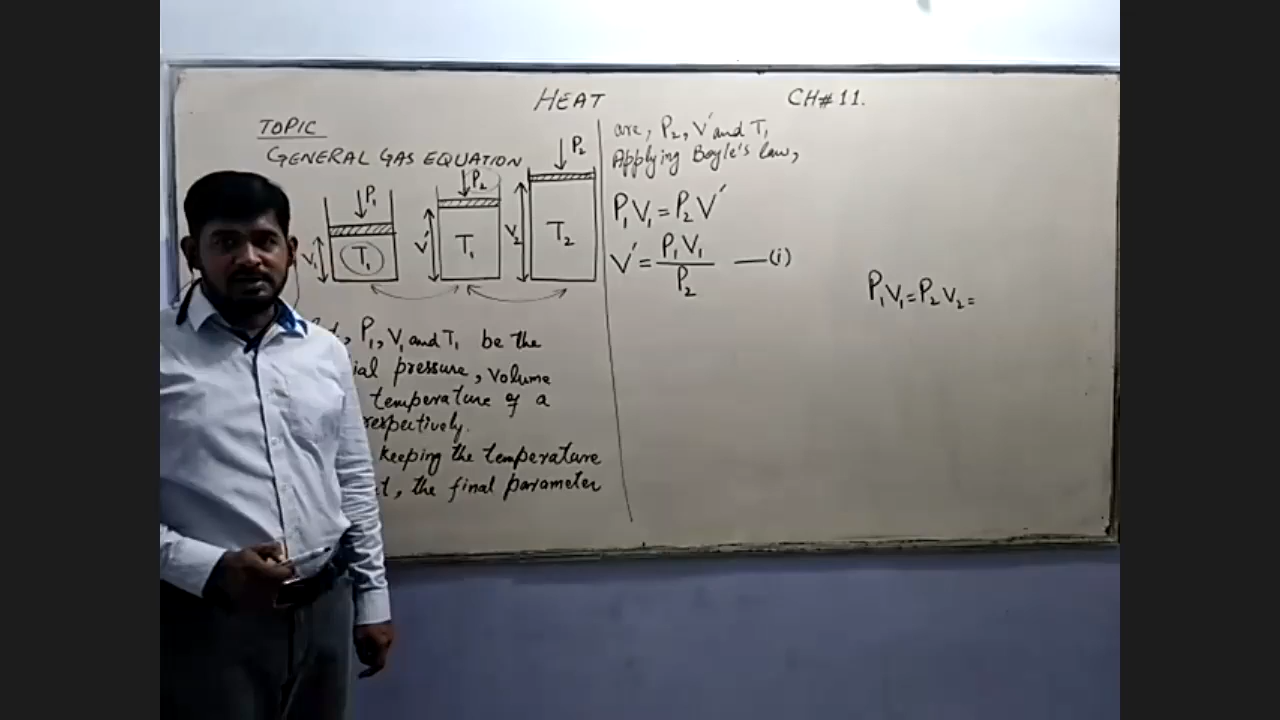 HEAT
CH# 11.
TOPIC
GENERAL GAS EQUATION
P₁
V₁
T₁
P₂
V′
T₁
P₂
V₂
T₂
, P₁, V₁ and T₁ be the
pressure, volume
temperature of a
respectively.
keeping the temperature
, the final parameter
are, P₂, V′ and T₁
Applying Boyle's law,
P₁V₁ = P₂V′
V′ = P₁V₁ / P₂ —(i)
P₁V₁ = P₂V₂ =